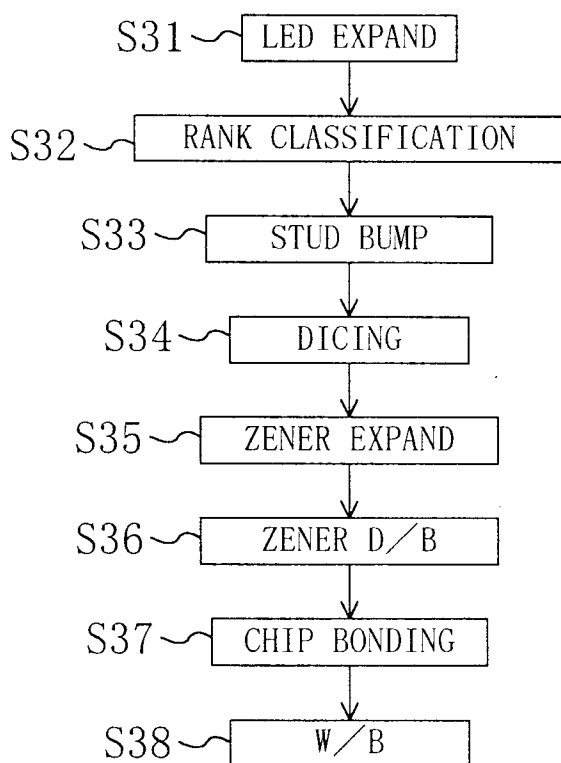 S31 LED EXPAND
S32 RANK CLASSIFICATION
S33 STUD BUMP
S34 DICING
S35 ZENER EXPAND
S36 ZENER D/B
S37 CHIP BONDING
S38 W/B